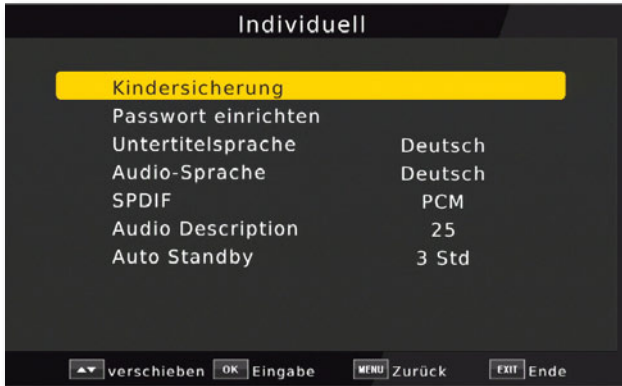 Individuell
Kindersicherung
Passwort einrichten
Untertitelsprache Deutsch
Audio-Sprache Deutsch
SPDIF PCM
Audio Description 25
Auto Standby 3 Std
▲▼ verschieben OK Eingabe MENU Zurück EXIT Ende